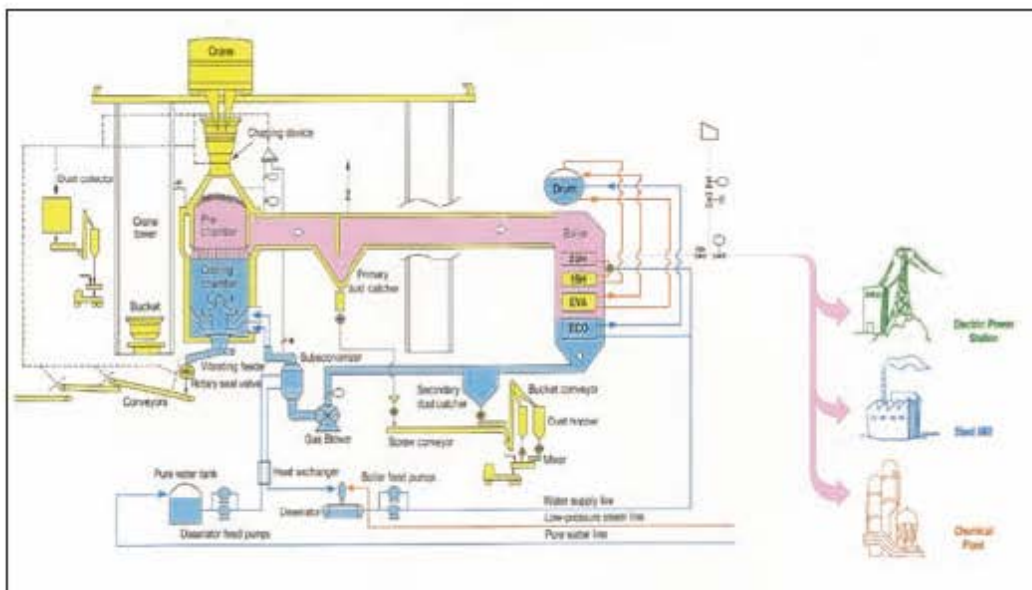 Crane
Charging device
Dust collector
Crane
tower
Pre
chamber
Cooling
chamber
Bucket
Primary
dust catcher
Vibrating feeder
Rotary seal valve
Conveyors
Subeconomizer
Gas Blower
Secondary
dust catcher
Screw conveyor
Bucket conveyor
Dust hopper
Mixer
Drum
Boiler
2SH
1SH
EVA
ECO
Pure water tank
Heat exchanger
Boiler feed pumps
Deaerator
Deaerator feed pumps
Water supply line
Low-pressure steam line
Pure water line
Electric Power
Station
Steel Mill
Chemical
Plant